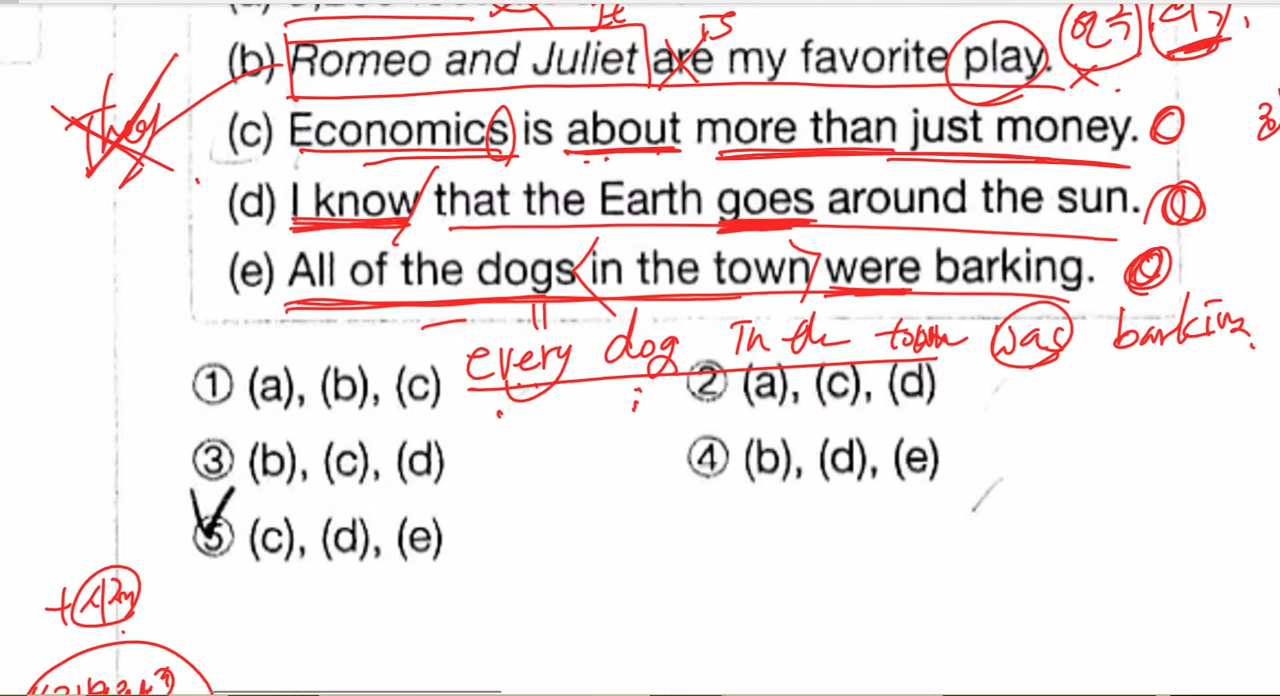 is
(b) Romeo and Juliet are my favorite play.
they
(c) Economics is about more than just money.
(d) I know that the Earth goes around the sun.
(e) All of the dogs in the town were barking.
every dog In the town was barking.
① (a), (b), (c)
② (a), (c), (d)
③ (b), (c), (d)
④ (b), (d), (e)
⑤ (c), (d), (e)